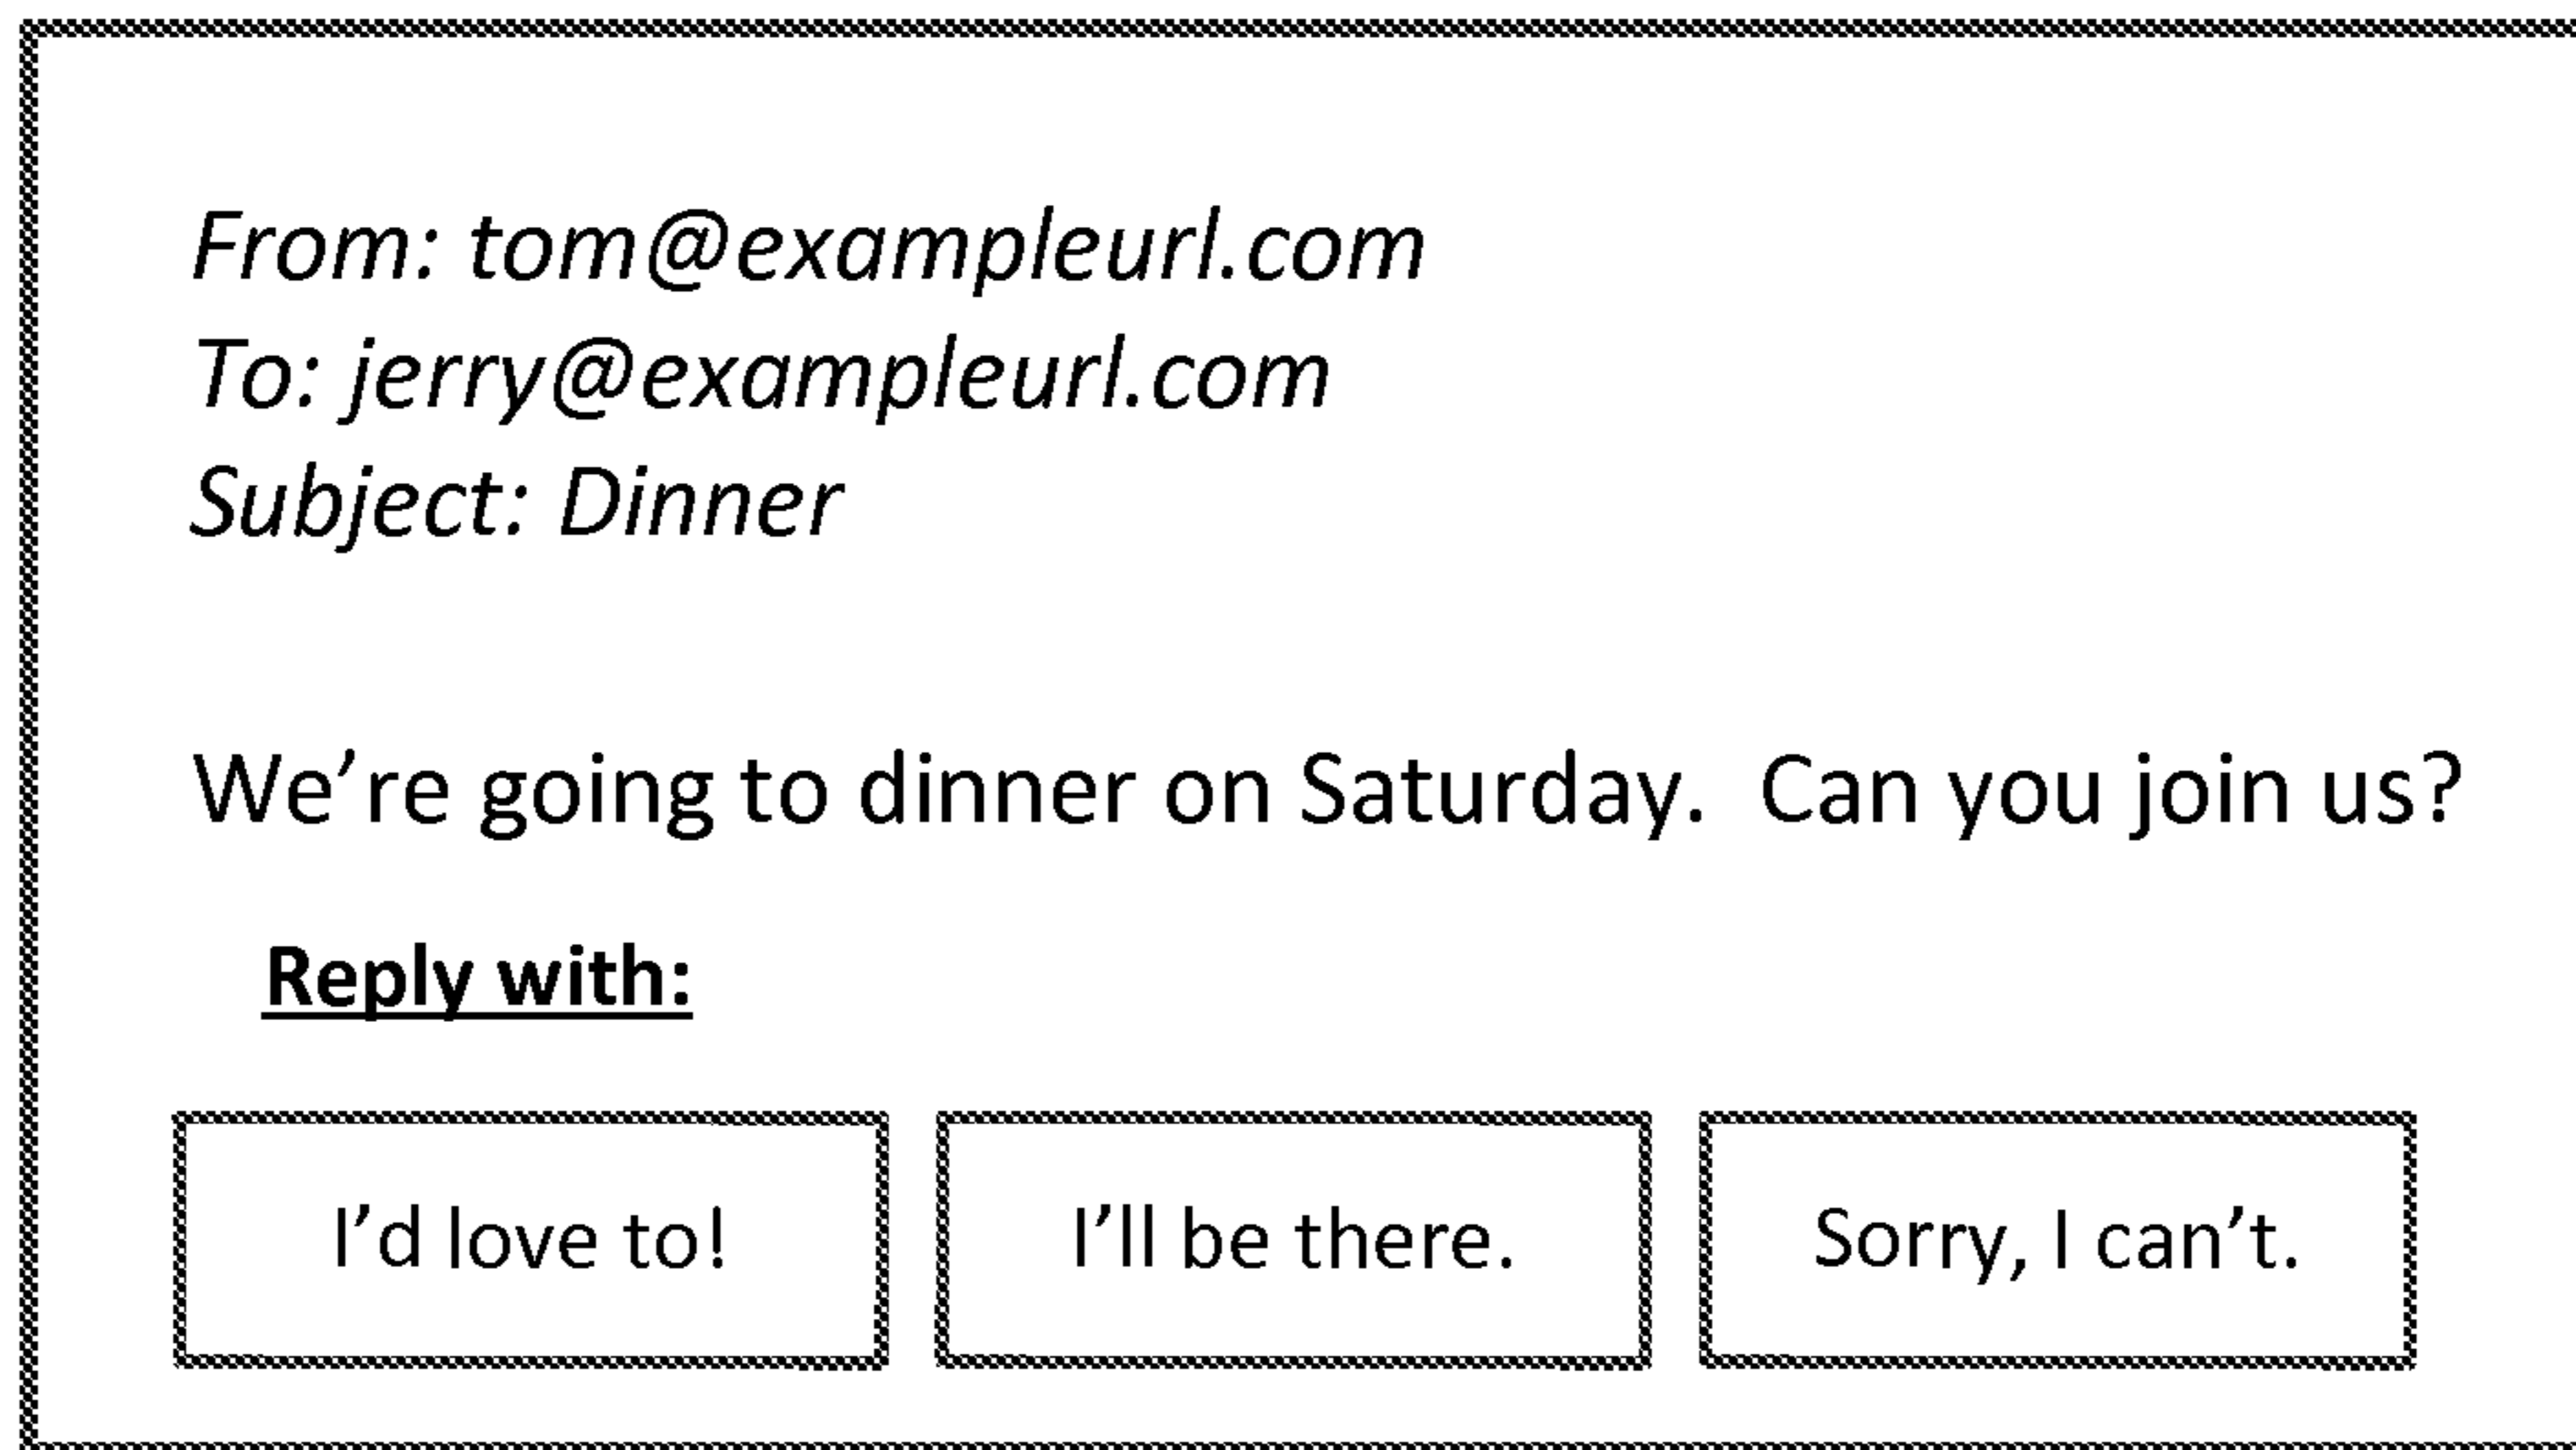 From: tom@exampleurl.com
To: jerry@exampleurl.com
Subject: Dinner
We’re going to dinner on Saturday.  Can you join us?
Reply with:
I’d love to!
I’ll be there.
Sorry, I can’t.